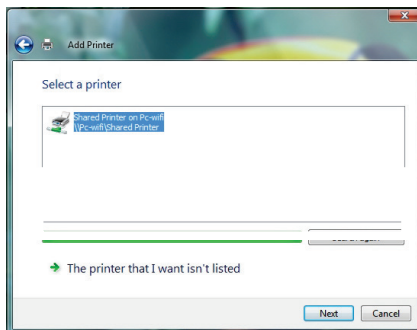 Add Printer
Select a printer
Shared Printer on Pc-wifi
\\Pc-wifi\Shared Printer
The printer that I want isn't listed
Next
Cancel